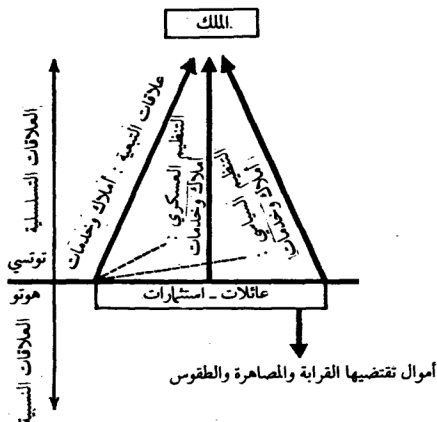 الملك
العلاقات التسلسلية
علاقات التبعية : أملاك وخدمات
التنظيم العسكري :
أملاك وخدمات
التنظيم السياسي :
أملاك وخدمات
توتسي
هوتو
عائلات - استثمارات
العلاقات النسبية
أموال تقتضيها القرابة والمصاهرة والطقوس